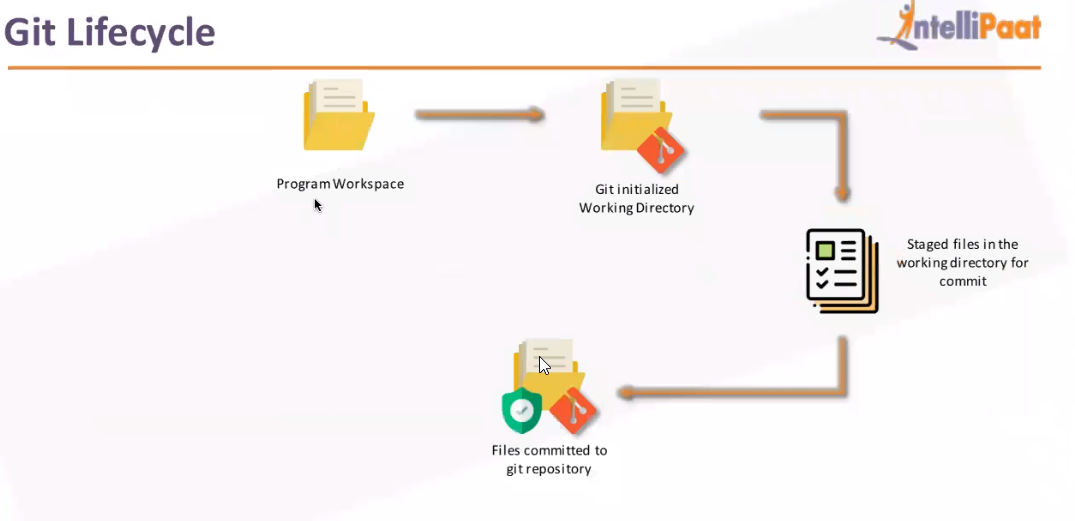 Git Lifecycle
IntelliPaat
Program Workspace
Git initialized
Working Directory
Staged files in the
working directory for
commit
Files committed to
git repository